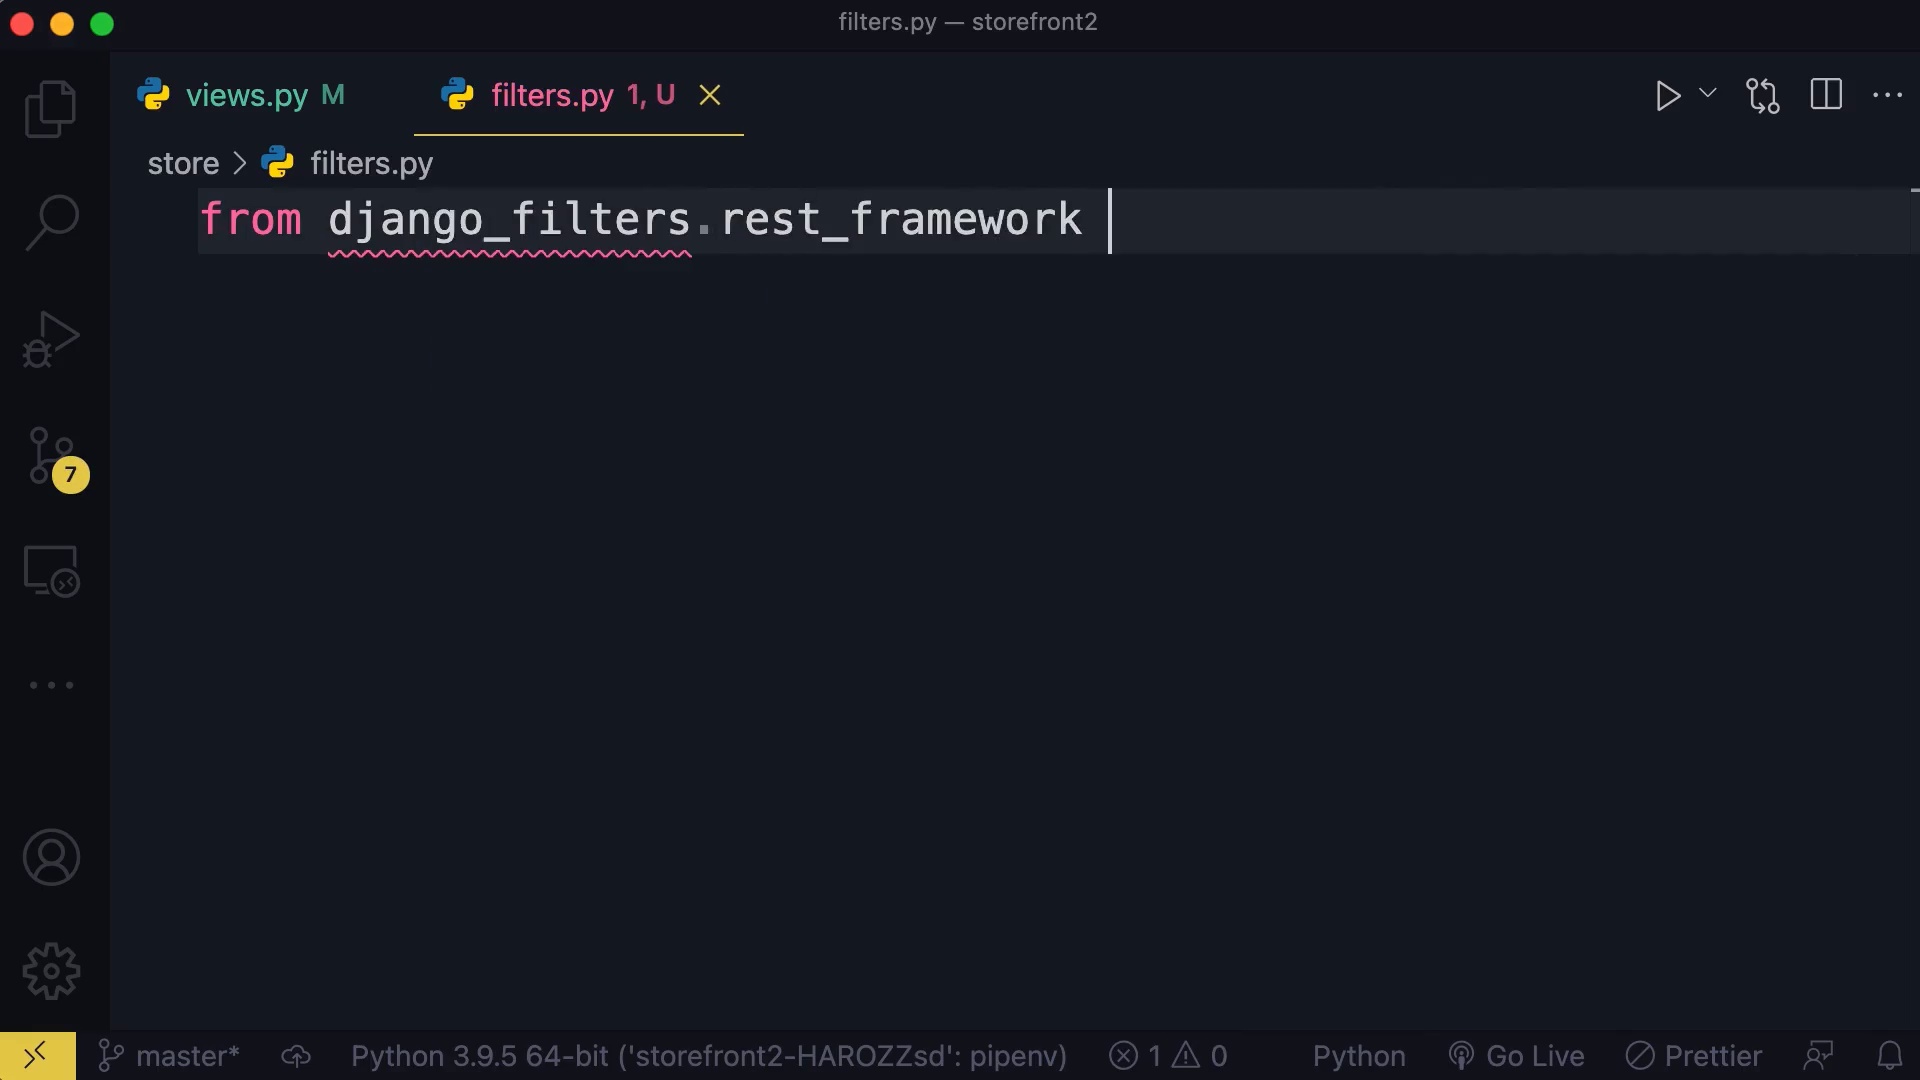 filters.py — storefront2
views.py M
filters.py 1, U
store > filters.py
from django_filters.rest_framework
7
master*
Python 3.9.5 64-bit ('storefront2-HAROZZsd': pipenv)
1
0
Python
Go Live
Prettier